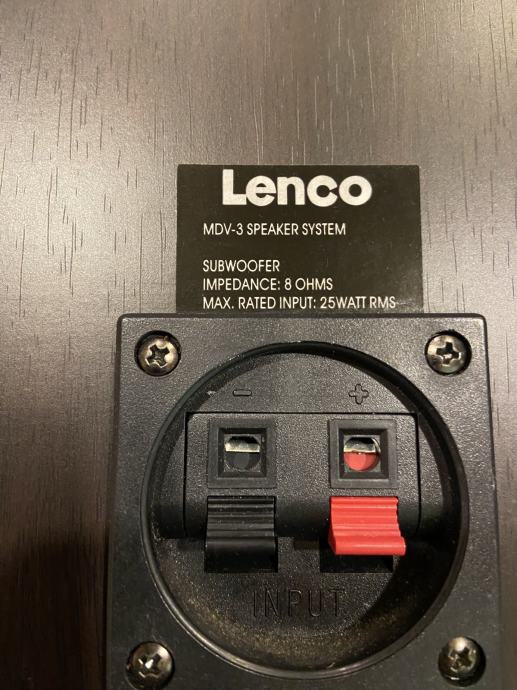 Lenco
MDV-3 SPEAKER SYSTEM
SUBWOOFER
IMPEDANCE: 8 OHMS
MAX. RATED INPUT: 25WATT RMS
− +
INPUT